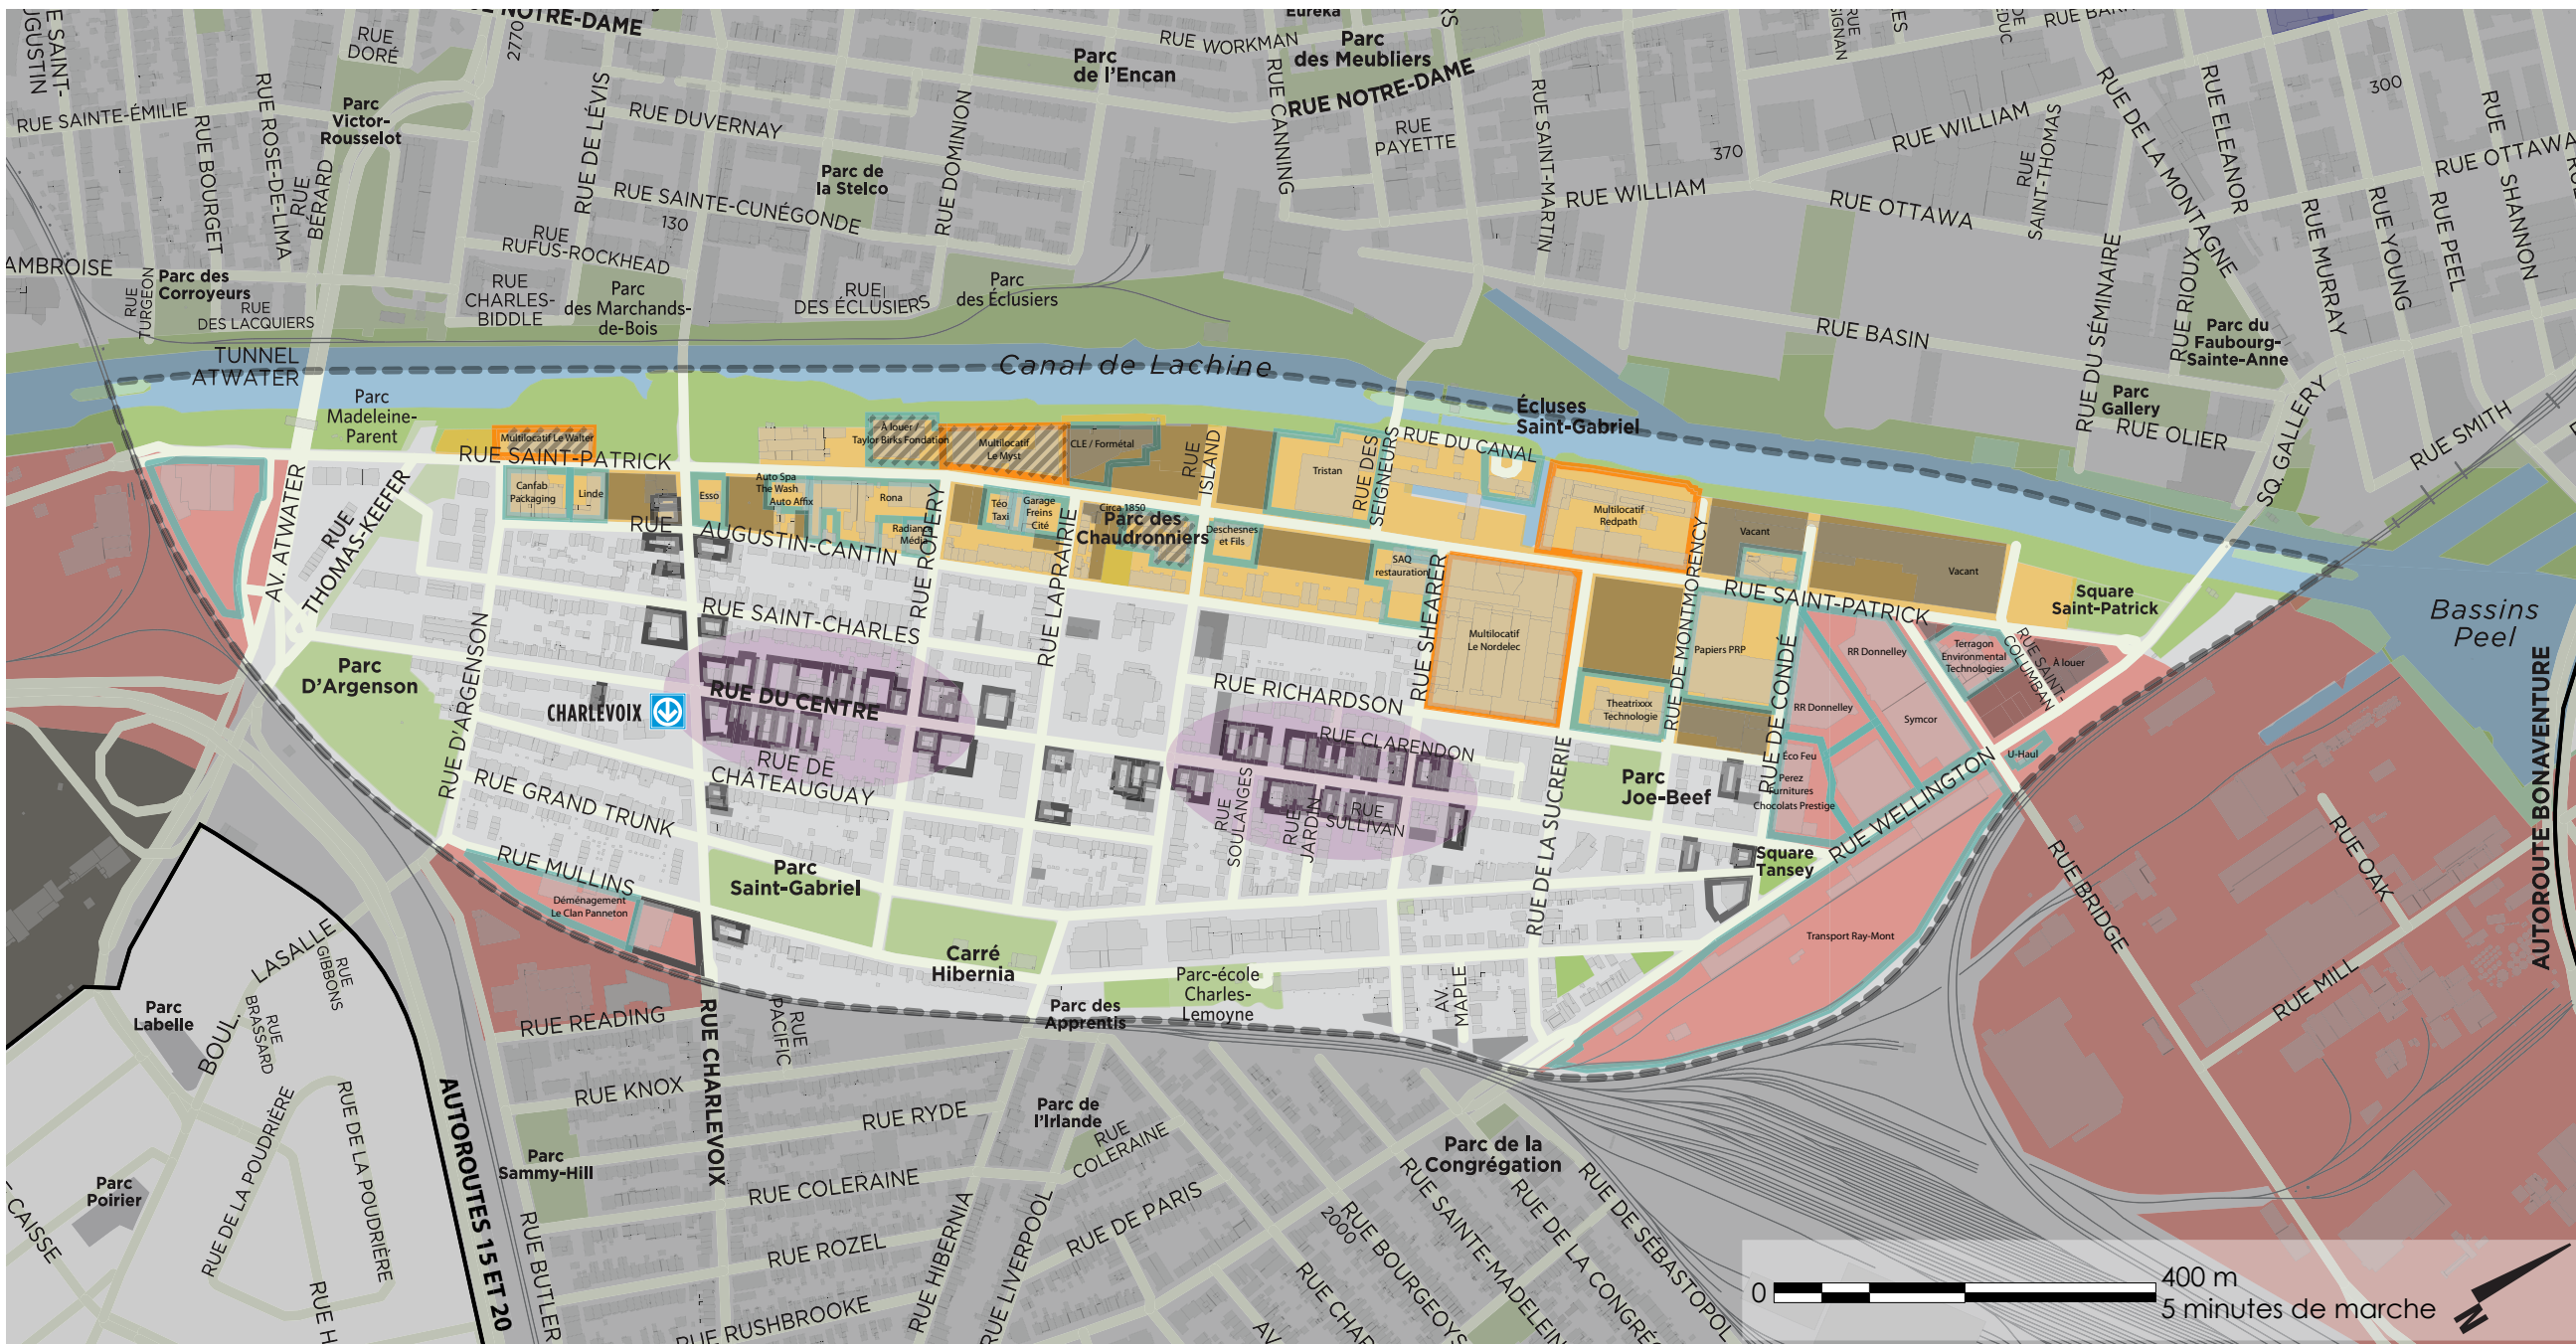 RUE NOTRE-DAME
2770
RUE
DORÉ
RUE SAINTE-ÉMILIE
RUE BOURGET
RUE ROSE-DE-LIMA
RUE
BÉRARD
Parc
Victor-
Rousselot
RUE DE LÉVIS
RUE DUVERNAY
RUE SAINTE-CUNÉGONDE
130
RUE
RUFUS-ROCKHEAD
Parc de
la Stelco
RUE DOMINION
Parc
de l'Encan
RUE WORKMAN
Eureka
Parc
des Meubliers
RUE NOTRE-DAME
RUE CANNING
RUE
PAYETTE
RUE SAINT-MARTIN
RUE WILLIAM
370
RUE WILLIAM
RUE OTTAWA
RUE
SAINT-THOMAS
RUE DE LA MONTAGNE
RUE ELEANOR
300
RUE OTTAWA
RUE
SHANNON
RUE PEEL
RUE YOUNG
RUE MURRAY
RUE RIOUX
RUE DU SÉMINAIRE
RUE BASIN
Parc du
Faubourg-
Sainte-Anne
Parc
Gallery
RUE OLIER
SQ. GALLERY
RUE SMITH
AMBROISE
RUE
TURGEON
Parc des
Corroyeurs
RUE
DES LACQUIERS
RUE
CHARLES-
BIDDLE
Parc
des Marchands-
de-Bois
RUE
DES ÉCLUSIERS
Parc
des Éclusiers
TUNNEL
ATWATER
Canal de Lachine
Écluses
Saint-Gabriel
Parc
Madeleine-
Parent
Multilocatif Le Walter
RUE SAINT-PATRICK
À louer /
Taylor Birks Fondation
Multilocatif
Le Myst
CLE / Formétal
RUE
ISLAND
Tristan
RUE DES
SEIGNEURS
RUE DU CANAL
Multilocatif
Redpath
Vacant
Vacant
Square
Saint-Patrick
Bassins
Peel
AV. ATWATER
RUE
THOMAS-KEEFER
Canfab
Packaging
Linde
Esso
Auto Spa
The Wash
Auto Affix
Rona
Radiane
Média
RUE ROPERY
Téo
Taxi
Garage
Freins
Cité
Circa 1850
Parc des
Chaudronniers
Deschesnes
et Fils
SAQ
restauration
RUE
AUGUSTIN-CANTIN
RUE LAPRAIRIE
RUE SHEARER
Multilocatif
Le Nordelec
RUE DE MONTMORENCY
RUE SAINT-PATRICK
Papiers PRP
RUE DE CONDÉ
Theatrixxx
Technologie
RR Donnelley
RR Donnelley
Symcor
Terragon
Environmental
Technologies
RUE SAINT-
COLUMBAN
À louer
U-Haul
Éco Feu
Perez
Furnitures
Chocolats Prestige
RUE WELLINGTON
Parc
D'Argenson
RUE D'ARGENSON
RUE SAINT-CHARLES
CHARLEVOIX
RUE DU CENTRE
RUE DE
CHÂTEAUGUAY
RUE GRAND TRUNK
RUE MULLINS
RUE RICHARDSON
RUE CLARENDON
RUE
SOULANGES
RUE
JARDIN
RUE
SULLIVAN
RUE DE LA SUCRERIE
Parc
Joe-Beef
Square
Tansey
Transport Ray-Mont
RUE BRIDGE
RUE OAK
RUE MILL
AUTOROUTE BONAVENTURE
Déménagement
Le Clan Panneton
Parc
Saint-Gabriel
Carré
Hibernia
Parc-école
Charles-
Lemoyne
AV.
MAPLE
Parc des
Apprentis
RUE READING
RUE CHARLEVOIX
RUE
PACIFIC
RUE KNOX
RUE RYDE
RUE COLERAINE
RUE ROZEL
RUE RUSHBROOKE
RUE HIBERNIA
RUE LIVERPOOL
Parc de
l'Irlande
RUE
COLERAINE
RUE DE PARIS
Parc de la
Congrégation
RUE BOURGEOYS
2000
RUE SAINTE-MADELEIN
RUE DE LA CONGRÉG
RUE DE SÉBASTOPOL
RUE CHAR
AV
Parc
Sammy-Hill
RUE BUTLER
AUTOROUTES 15 ET 20
Parc
Labelle
BOUL. LASALLE
RUE
GIBBONS
RUE
BRASSARD
RUE DE LA POUDRIÈRE
RUE DE LA POUDRIÈRE
Parc
Poirier
CAISSE
RUE H
0
400 m
5 minutes de marche
N